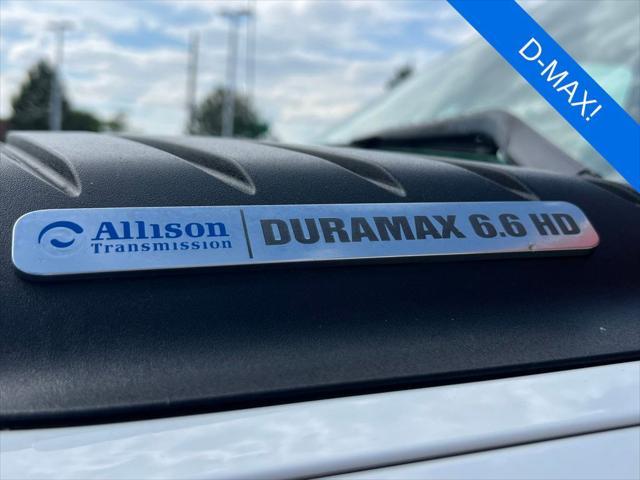 D-MAX!
Allison
Transmission
DURAMAX 6.6 HD